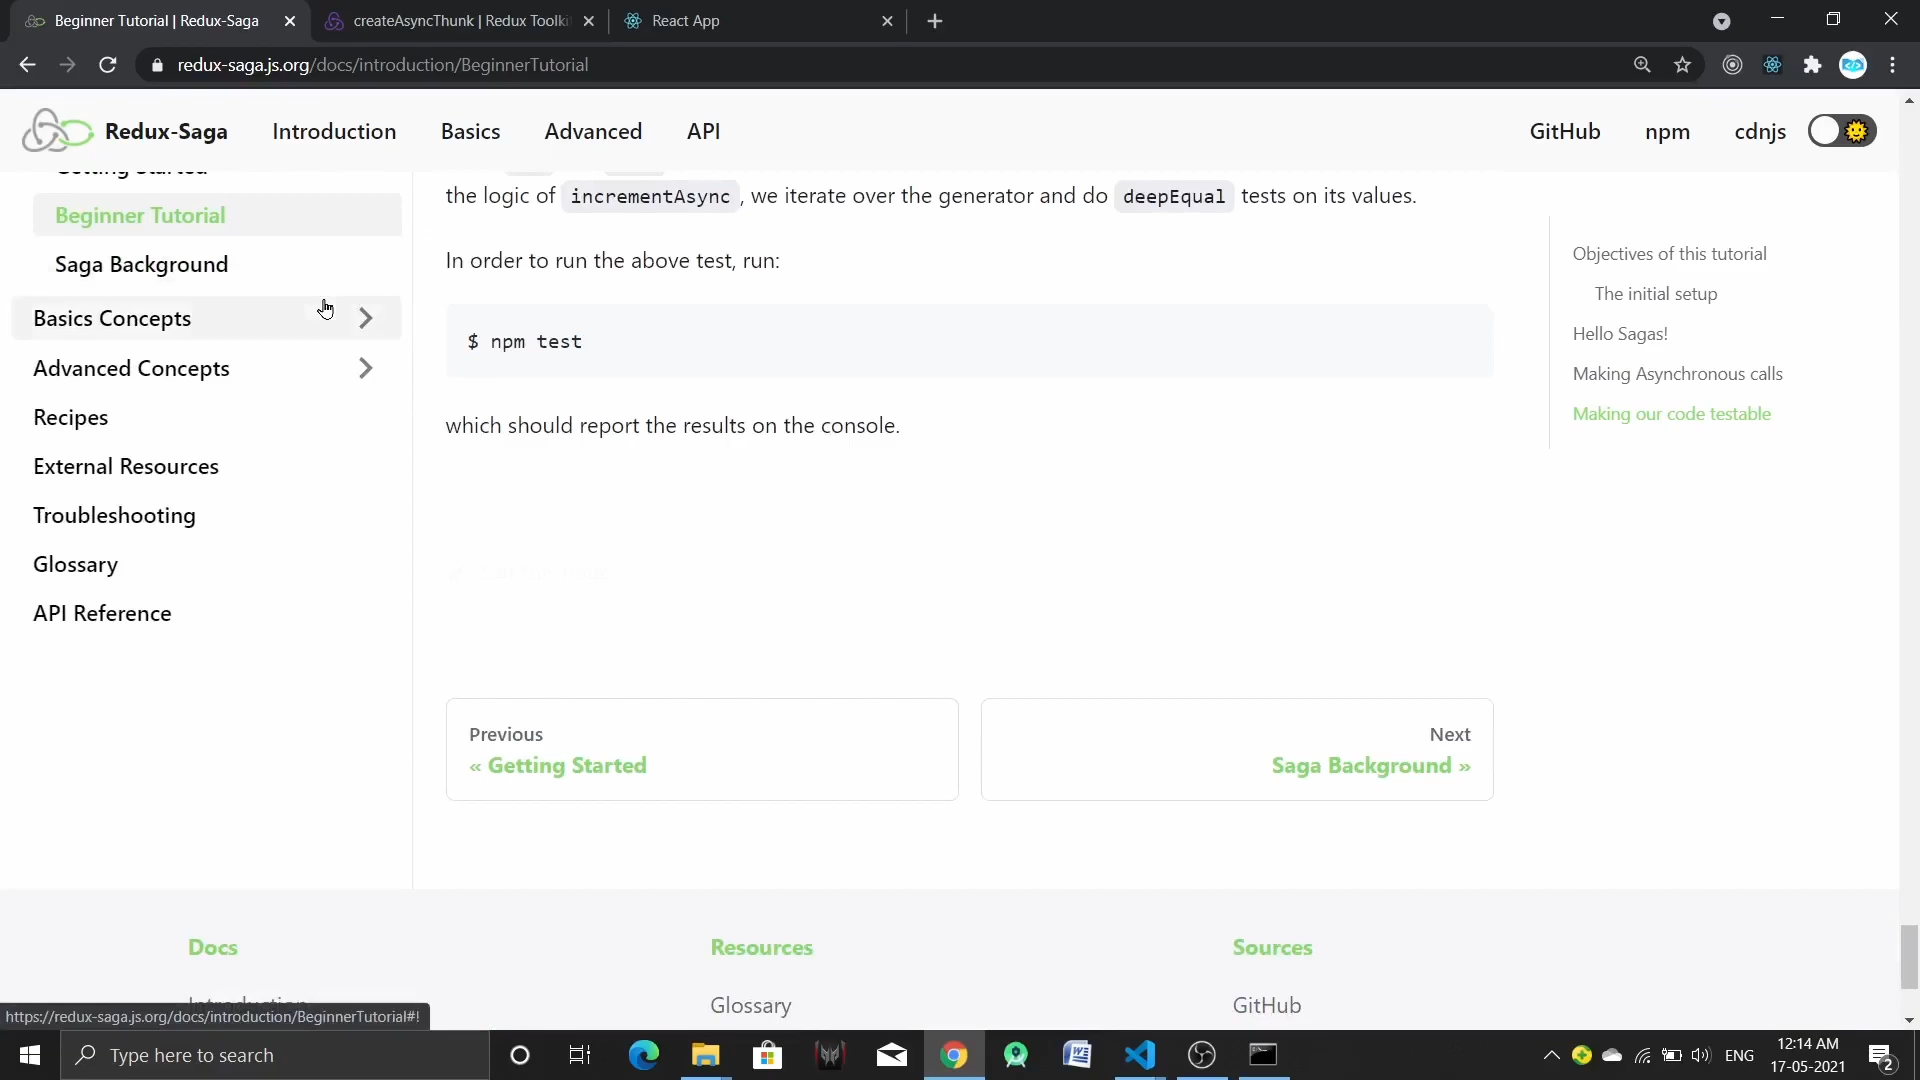 Beginner Tutorial | Redux-Saga
createAsyncThunk | Redux Toolki
React App
redux-saga.js.org/docs/introduction/BeginnerTutorial
Redux-Saga
Introduction
Basics
Advanced
API
GitHub
npm
cdnjs
Getting Started
Beginner Tutorial
Saga Background
Basics Concepts
Advanced Concepts
Recipes
External Resources
Troubleshooting
Glossary
API Reference
the logic of incrementAsync, we iterate over the generator and do deepEqual tests on its values.
In order to run the above test, run:
$ npm test
which should report the results on the console.
Previous
« Getting Started
Next
Saga Background »
Objectives of this tutorial
The initial setup
Hello Sagas!
Making Asynchronous calls
Making our code testable
Docs
Resources
Sources
Introduction
Glossary
GitHub
https://redux-saga.js.org/docs/introduction/BeginnerTutorial#!
Type here to search
ENG
12:14 AM
17-05-2021
2